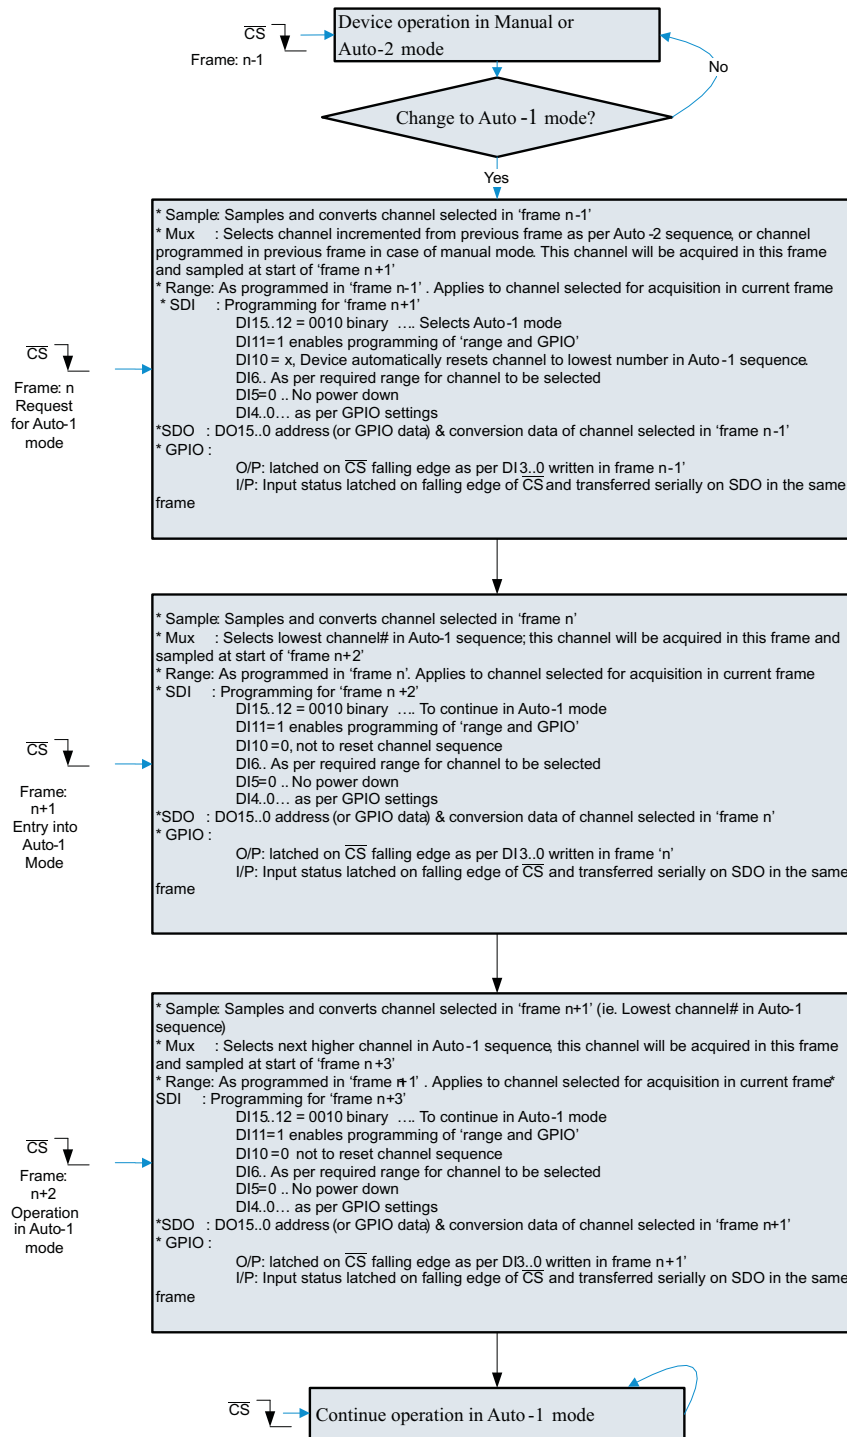 Device operation in Manual or
Auto-2 mode
CS
Frame: n-1
No
Change to Auto -1 mode?
Yes
* Sample: Samples and converts channel selected in ‘frame n-1’
* Mux : Selects channel incremented from previous frame as per Auto -2 sequence, or channel
programmed in previous frame in case of manual mode. This channel will be acquired in this frame
and sampled at start of ‘frame n+1’
* Range: As programmed in ‘frame n-1’ . Applies to channel selected for acquisition in current frame
* SDI : Programming for ‘frame n+1’
DI15..12 = 0010 binary …. Selects Auto-1 mode
DI11=1 enables programming of ‘range and GPIO’
DI10 = x, Device automatically resets channel to lowest number in Auto-1 sequence.
DI6.. As per required range for channel to be selected
DI5=0 .. No power down
DI4..0… as per GPIO settings
*SDO : DO15..0 address (or GPIO data) & conversion data of channel selected in ‘frame n-1’
* GPIO :
O/P: latched on CS falling edge as per DI3..0 written in frame n-1’
I/P: Input status latched on falling edge of CS and transferred serially on SDO in the same
frame
CS
Frame: n
Request
for Auto-1
mode
* Sample: Samples and converts channel selected in ‘frame n’
* Mux : Selects lowest channel# in Auto-1 sequence; this channel will be acquired in this frame and
sampled at start of ‘frame n+2’
* Range: As programmed in ‘frame n’. Applies to channel selected for acquisition in current frame
* SDI : Programming for ‘frame n +2’
DI15..12 = 0010 binary …. To continue in Auto-1 mode
DI11=1 enables programming of ‘range and GPIO’
DI10 =0, not to reset channel sequence
DI6.. As per required range for channel to be selected
DI5=0 .. No power down
DI4..0… as per GPIO settings
*SDO : DO15..0 address (or GPIO data) & conversion data of channel selected in ‘frame n’
* GPIO :
O/P: latched on CS falling edge as per DI3..0 written in frame ‘n’
I/P: Input status latched on falling edge of CS and transferred serially on SDO in the same
frame
CS
Frame:
n+1
Entry into
Auto-1
Mode
* Sample: Samples and converts channel selected in ‘frame n+1’ (ie. Lowest channel# in Auto-1
sequence)
* Mux : Selects next higher channel in Auto-1 sequence, this channel will be acquired in this frame
and sampled at start of ‘frame n+3’
* Range: As programmed in ‘frame n+1’ . Applies to channel selected for acquisition in current frame*
SDI : Programming for ‘frame n+3’
DI15..12 = 0010 binary …. To continue in Auto-1 mode
DI11=1 enables programming of ‘range and GPIO’
DI10 =0 not to reset channel sequence
DI6.. As per required range for channel to be selected
DI5=0 .. No power down
DI4..0… as per GPIO settings
*SDO : DO15..0 address (or GPIO data) & conversion data of channel selected in ‘frame n+1’
* GPIO :
O/P: latched on CS falling edge as per DI3..0 written in frame n+1’
I/P: Input status latched on falling edge of CS and transferred serially on SDO in the same
frame
CS
Frame:
n+2
Operation
in Auto-1
mode
CS
Continue operation in Auto -1 mode